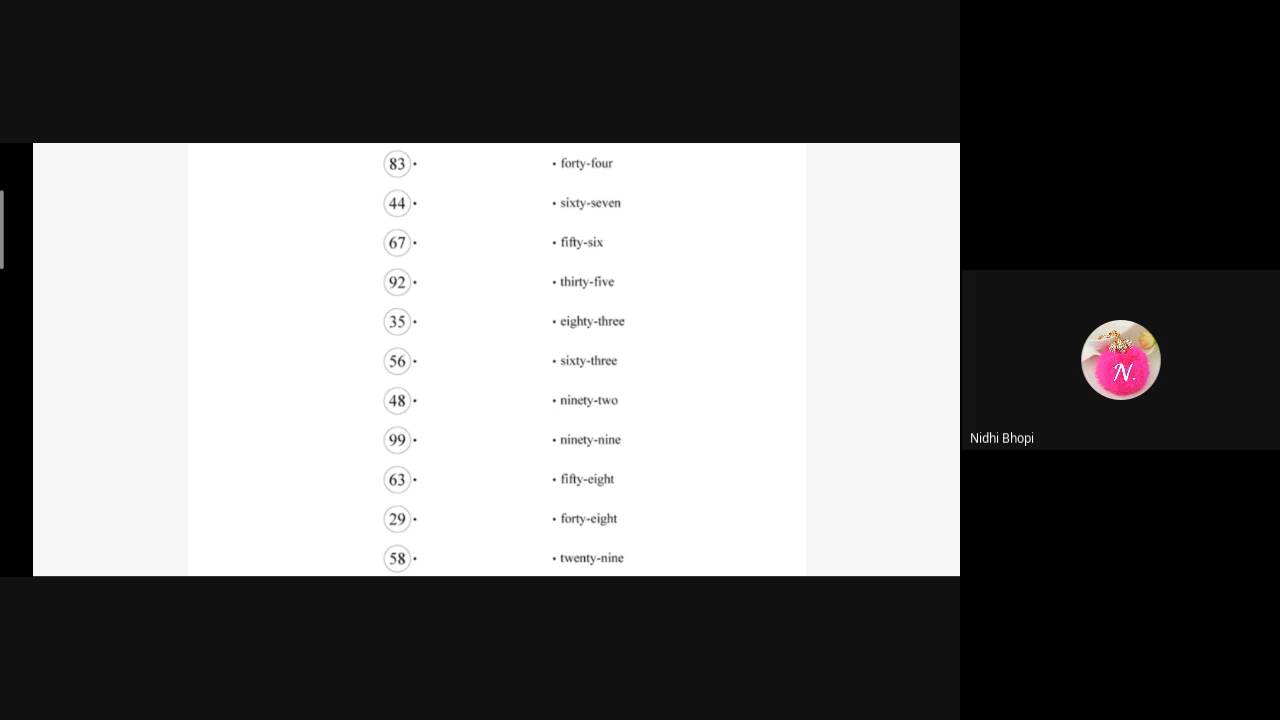 83 • • forty-four
44 • • sixty-seven
67 • • fifty-six
92 • • thirty-five
35 • • eighty-three
56 • • sixty-three
48 • • ninety-two
99 • • ninety-nine
63 • • fifty-eight
29 • • forty-eight
58 • • twenty-nine
N.
Nidhi Bhopi